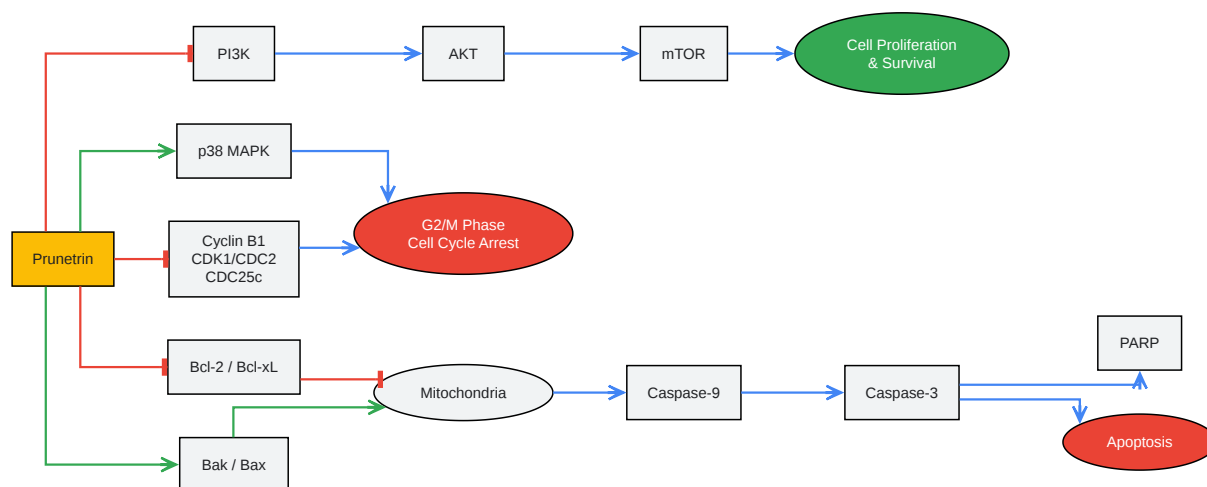 PI3K
AKT
mTOR
Cell Proliferation
& Survival
p38 MAPK
G2/M Phase
Cell Cycle Arrest
Cyclin B1
CDK1/CDC2
CDC25c
Prunetrin
Bcl-2 / Bcl-xL
Mitochondria
Caspase-9
Caspase-3
PARP
Apoptosis
Bak / Bax